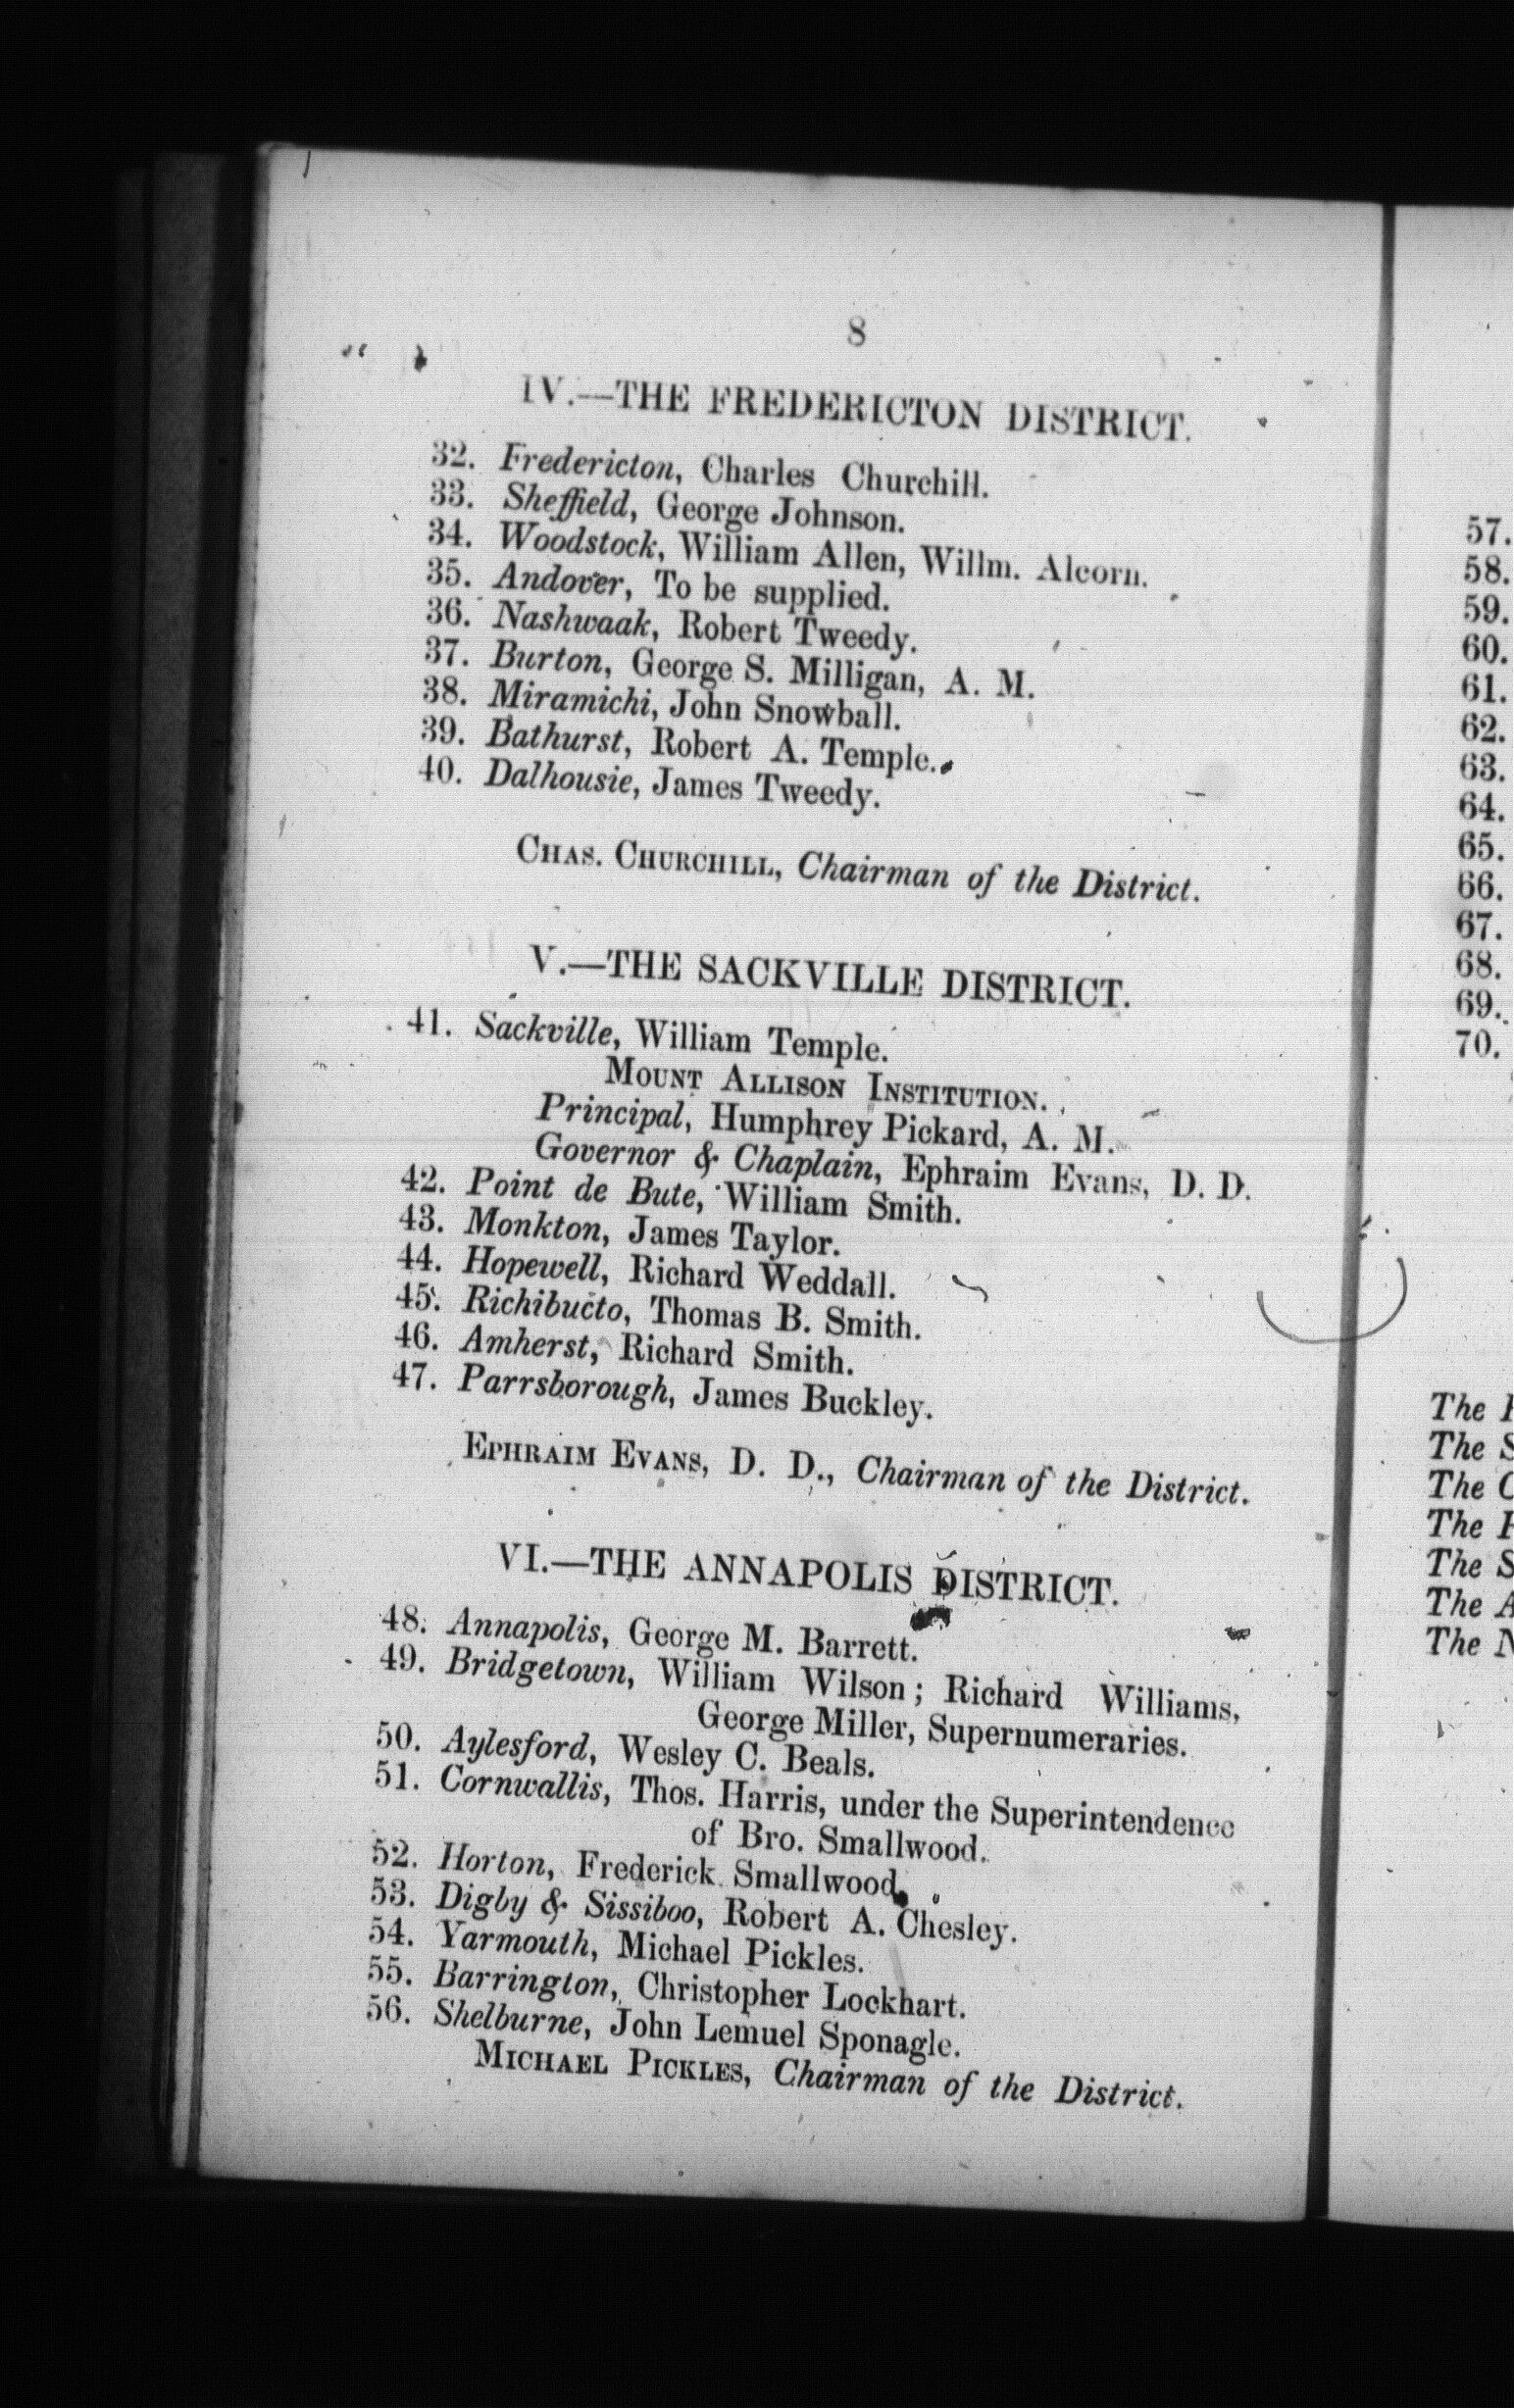 8
IV.—THE FREDERICTON DISTRICT.
32. Fredericton, Charles Churchill.
33. Sheffield, George Johnson.
34. Woodstock, William Allen, Willm. Alcorn.
35. Andover, To be supplied.
36. Nashwaak, Robert Tweedy.
37. Burton, George S. Milligan, A. M.
38. Miramichi, John Snowball.
39. Bathurst, Robert A. Temple.
40. Dalhousie, James Tweedy.
CHAS. CHURCHILL, Chairman of the District.
V.—THE SACKVILLE DISTRICT.
41. Sackville, William Temple.
MOUNT ALLISON INSTITUTION.
Principal, Humphrey Pickard, A. M.
Governor & Chaplain, Ephraim Evans, D. D.
42. Point de Bute, William Smith.
43. Monkton, James Taylor.
44. Hopewell, Richard Weddall.
45. Richibucto, Thomas B. Smith.
46. Amherst, Richard Smith.
47. Parrsborough, James Buckley.
EPHRAIM EVANS, D. D., Chairman of the District.
VI.—THE ANNAPOLIS DISTRICT.
48. Annapolis, George M. Barrett.
49. Bridgetown, William Wilson; Richard Williams,
George Miller, Supernumeraries.
50. Aylesford, Wesley C. Beals.
51. Cornwallis, Thos. Harris, under the Superintendence
of Bro. Smallwood.
52. Horton, Frederick Smallwood.
53. Digby & Sissiboo, Robert A. Chesley.
54. Yarmouth, Michael Pickles.
55. Barrington, Christopher Lockhart.
56. Shelburne, John Lemuel Sponagle.
MICHAEL PICKLES, Chairman of the District.
57.
58.
59.
60.
61.
62.
63.
64.
65.
66.
67.
68.
69.
70.
The
The S
The C
The
The S
The A
The N